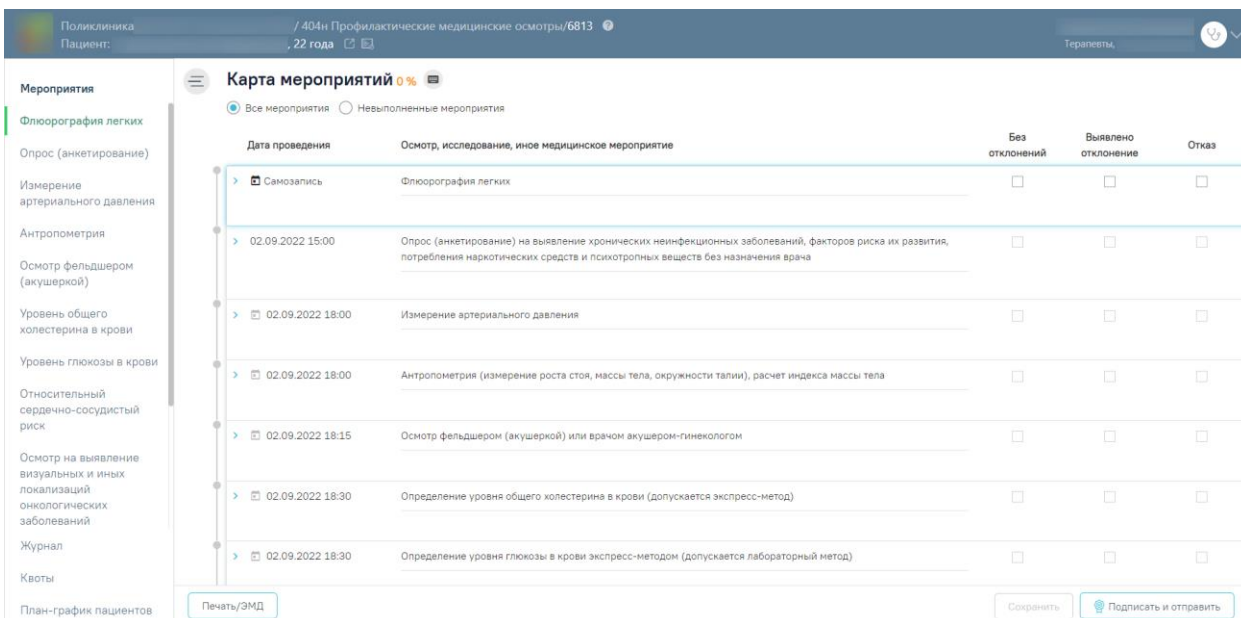 Поликлиника / 404н Профилактические медицинские осмотры/6813
Пациент: , 22 года
Терапевты,
Мероприятия
Флюорография легких
Опрос (анкетирование)
Измерение
артериального давления
Антропометрия
Осмотр фельдшером
(акушеркой)
Уровень общего
холестерина в крови
Уровень глюкозы в крови
Относительный
сердечно-сосудистый
риск
Осмотр на выявление
визуальных и иных
локализаций
онкологических
заболеваний
Журнал
Квоты
План-график пациентов
Карта мероприятий 0 %
Все мероприятия Невыполненные мероприятия
Дата проведения Осмотр, исследование, иное медицинское мероприятие Без отклонений Выявлено отклонение Отказ
Самозапись Флюорография легких
02.09.2022 15:00 Опрос (анкетирование) на выявление хронических неинфекционных заболеваний, факторов риска их развития,
потребления наркотических средств и психотропных веществ без назначения врача
02.09.2022 18:00 Измерение артериального давления
02.09.2022 18:00 Антропометрия (измерение роста стоя, массы тела, окружности талии), расчет индекса массы тела
02.09.2022 18:15 Осмотр фельдшером (акушеркой) или врачом акушером-гинекологом
02.09.2022 18:30 Определение уровня общего холестерина в крови (допускается экспресс-метод)
02.09.2022 18:30 Определение уровня глюкозы в крови экспресс-методом (допускается лабораторный метод)
Печать/ЭМД Сохранить Подписать и отправить